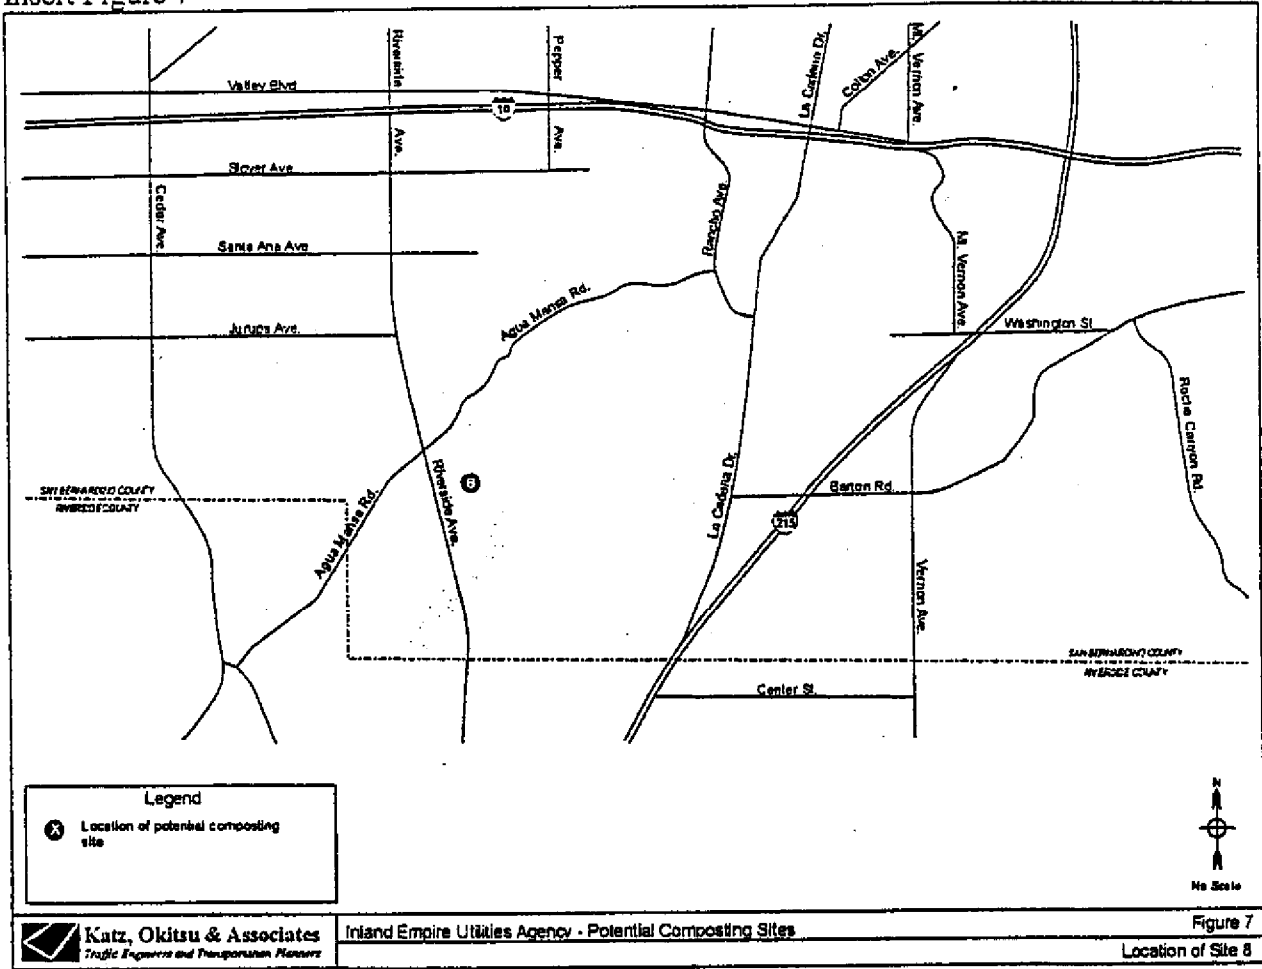 Insert Figure 7
Riverside
Pepper
La Cadena Dr.
Colton Ave.
Mt. Vernon Ave.
Valley Blvd
10
Ave.
Ave.
Slover Ave
Cedar Ave.
Rancho Ave.
Santa Ana Ave
Mt. Vernon Ave.
Agua Mansa Rd.
Jurupa Ave.
Washington St
Roche Canyon Rd.
Riverside Ave.
La Cadena Dr.
Barton Rd.
SAN BERNARDINO COUNTY
RIVERSIDE COUNTY
Agua Mansa Rd.
215
Vernon Ave.
SAN BERNARDINO COUNTY
RIVERSIDE COUNTY
Center St.
Legend
X Location of potential composting
site
N
No Scale
Katz, Okitsu & Associates
Traffic Engineers and Transportation Planners
Inland Empire Utilities Agency - Potential Composting Sites
Figure 7
Location of Site 8